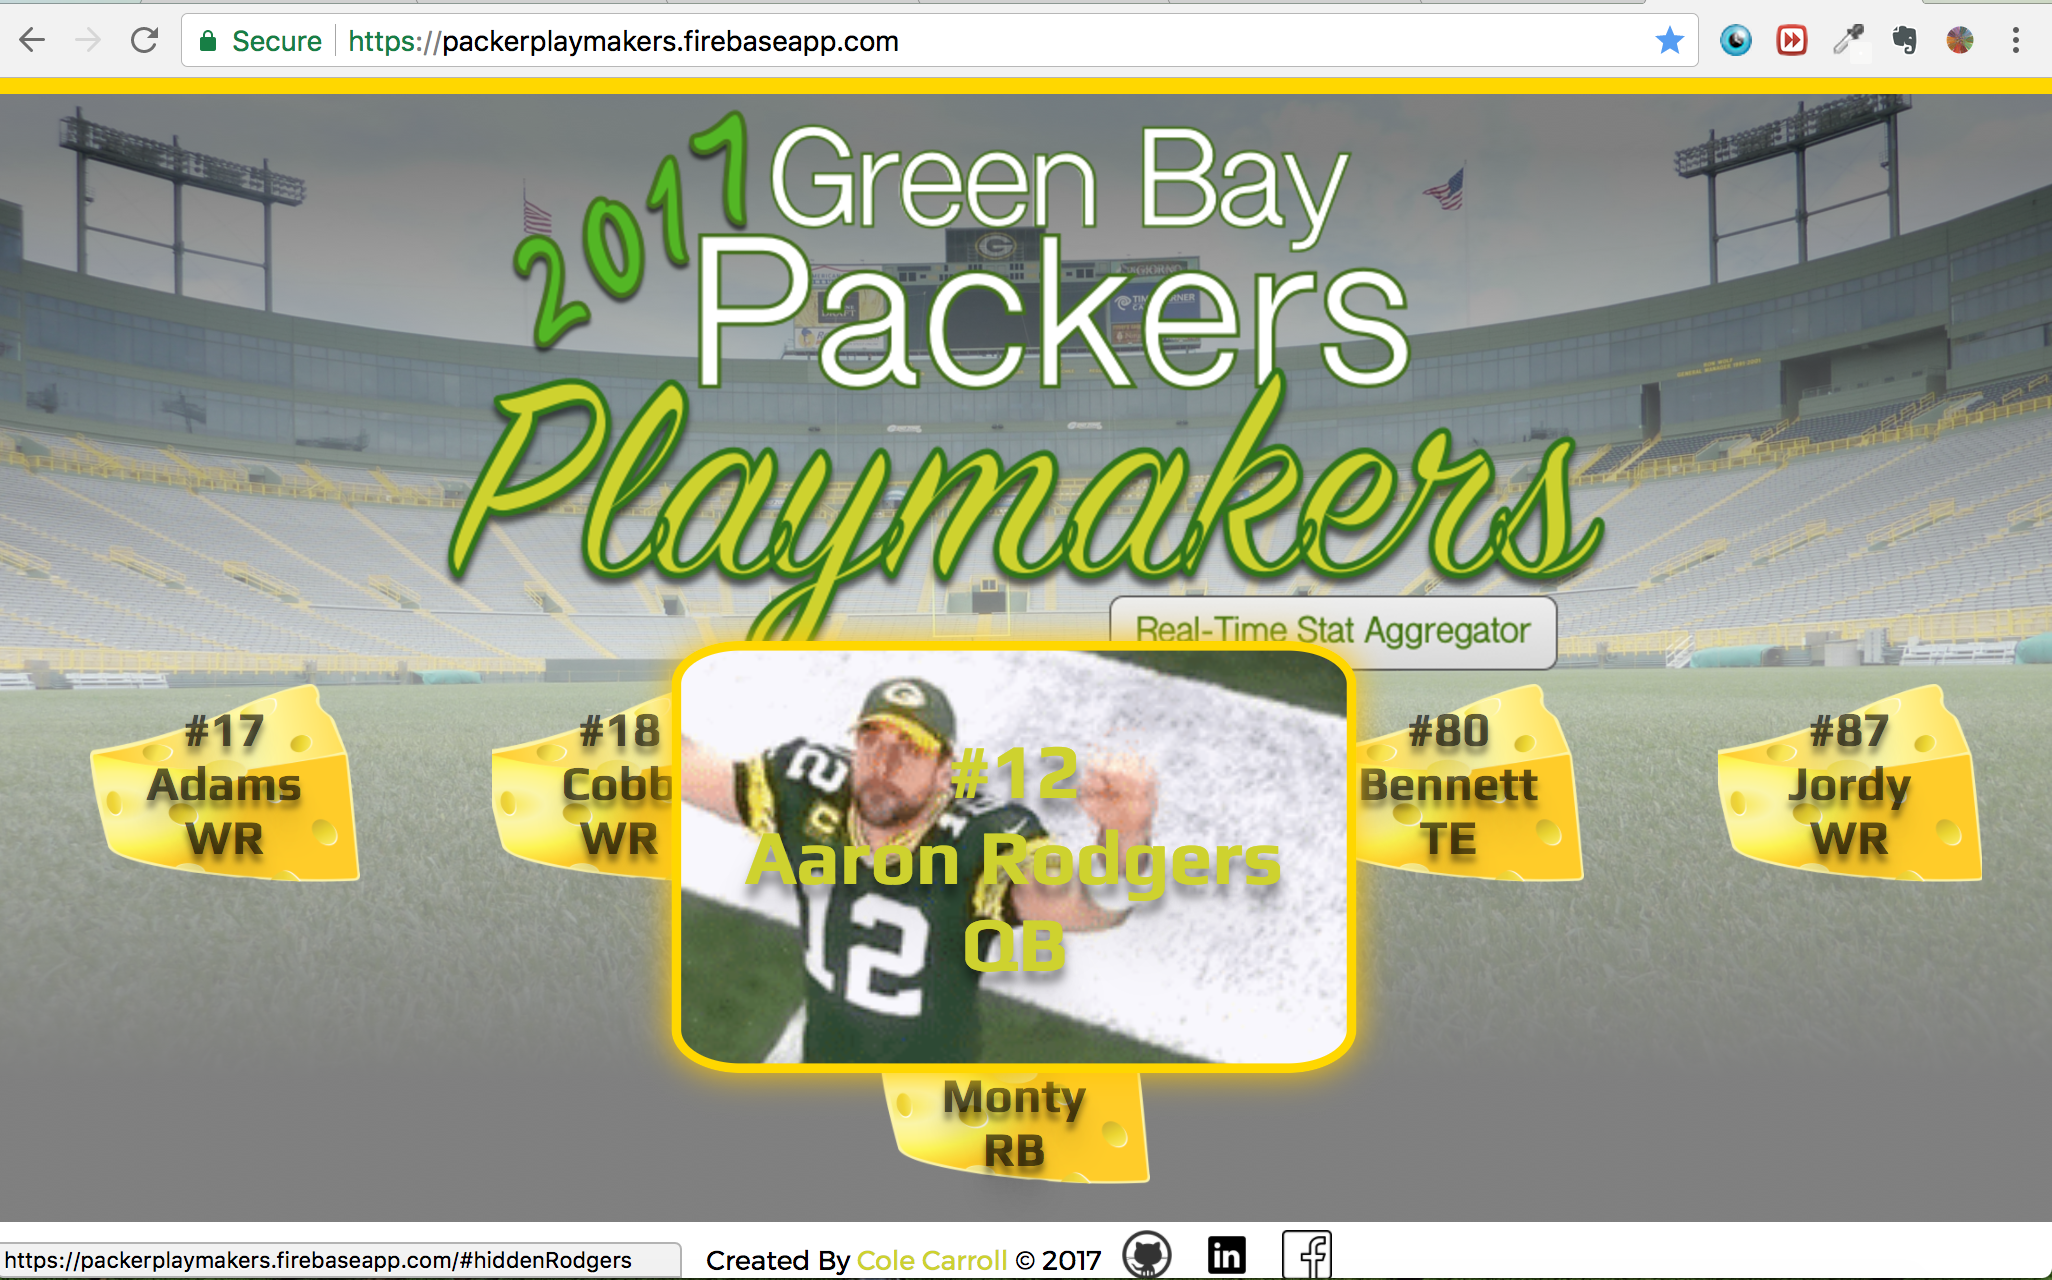 Secure https://packerplaymakers.firebaseapp.com
2017
Green Bay
Packers
Playmakers
Real-Time Stat Aggregator
#17
Adams
WR
#18
Cobb
WR
#12
Aaron Rodgers
QB
#80
Bennett
TE
#87
Jordy
WR
12
Monty
RB
https://packerplaymakers.firebaseapp.com/#hiddenRodgers
Created By Cole Carroll © 2017
in